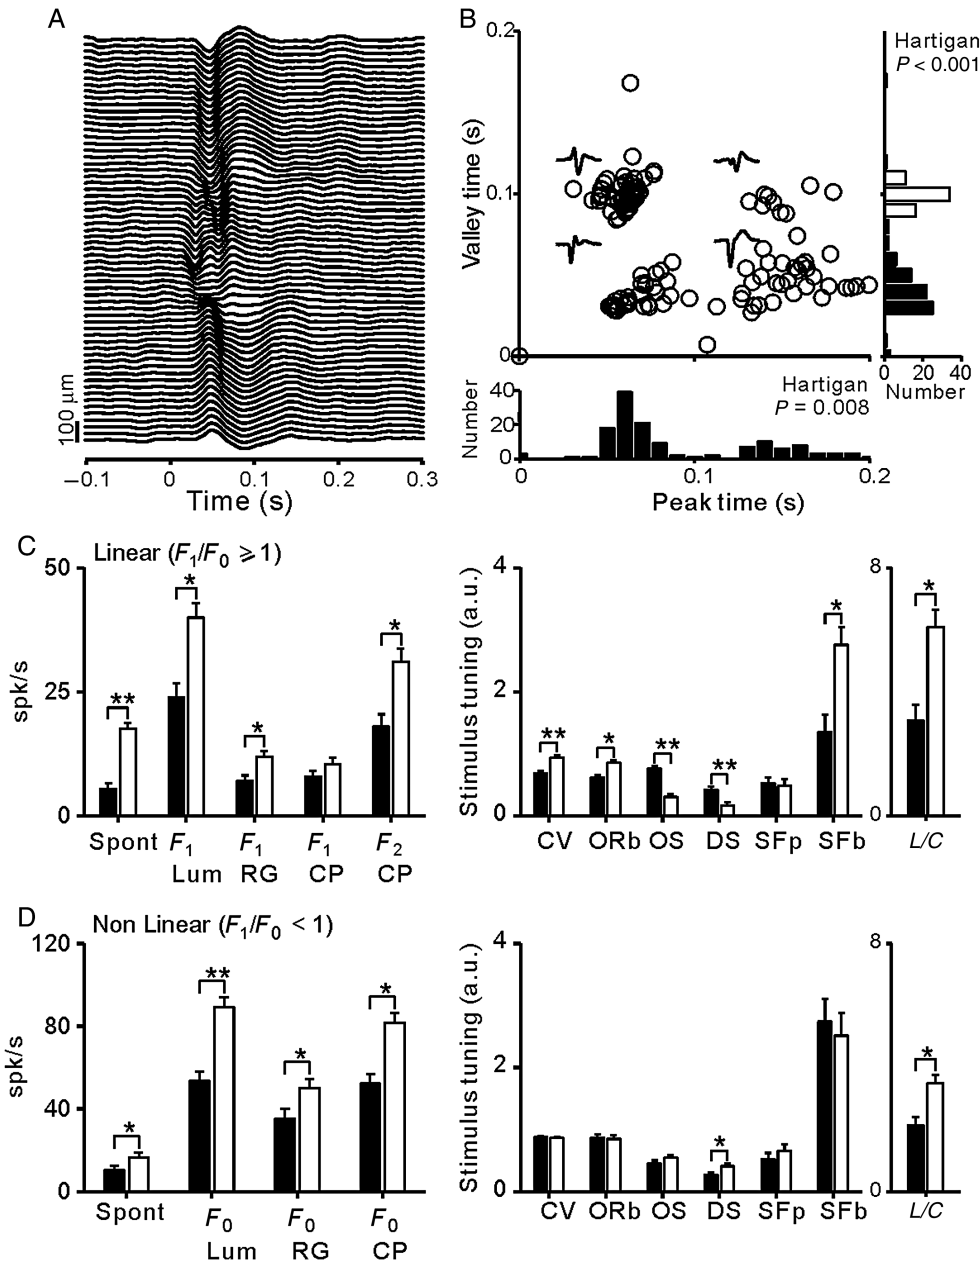 A
100 µm
−0.1 0 0.1 0.2 0.3
Time (s)
B
0.2
0.1
0
Valley time (s)
Hartigan
P < 0.001
0 20 40
Number
40
20
0
Number
Hartigan
P = 0.008
0 0.1 0.2
Peak time (s)
C
Linear (F1/F0 ⩾ 1)
50
25
0
spk/s
** * * *
Spont F1 F1 F1 F2
Lum RG CP CP
4
2
0
Stimulus tuning (a.u.)
** * ** ** *
CV ORb OS DS SFp SFb
8
0
*
L/C
D
Non Linear (F1/F0 < 1)
120
80
40
0
spk/s
* ** * *
Spont F0 F0 F0
Lum RG CP
4
2
0
Stimulus tuning (a.u.)
*
CV ORb OS DS SFp SFb
8
0
*
L/C